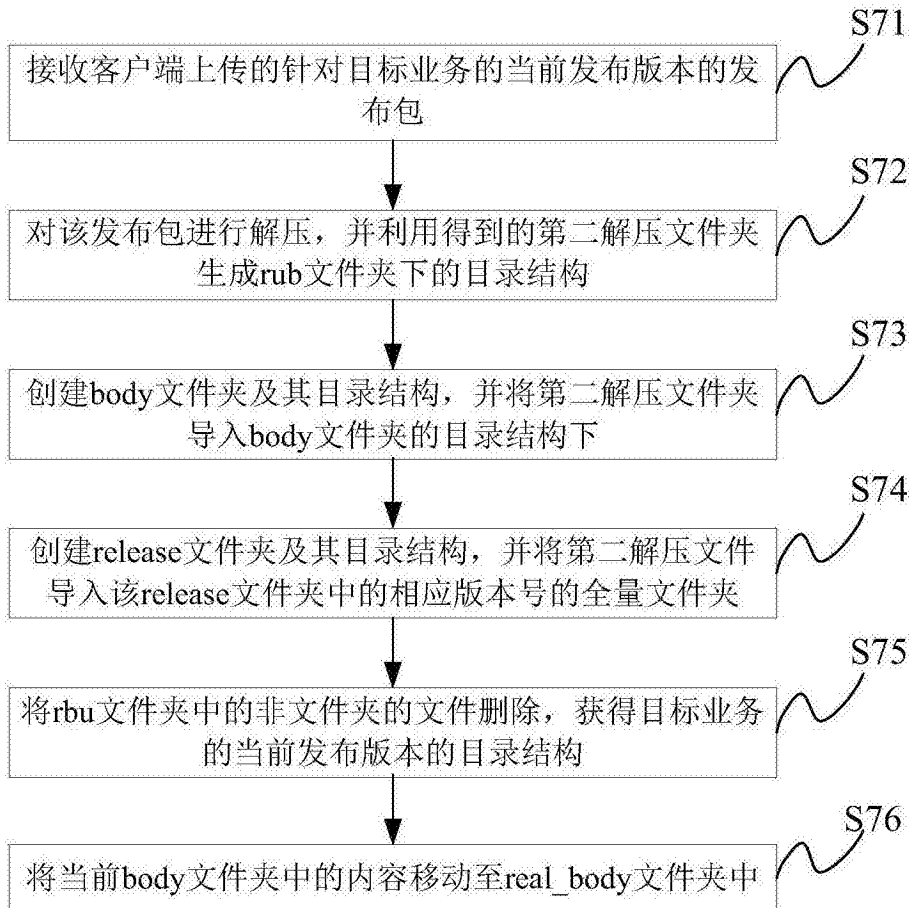 S71
接收客户端上传的针对目标业务的当前发布版本的发
布包
S72
对该发布包进行解压，并利用得到的第二解压文件夹
生成rub文件夹下的目录结构
S73
创建body文件夹及其目录结构，并将第二解压文件夹
导入body文件夹的目录结构下
S74
创建release文件夹及其目录结构，并将第二解压文件
导入该release文件夹中的相应版本号的全量文件夹
S75
将rbu文件夹中的非文件夹的文件删除，获得目标业务
的当前发布版本的目录结构
S76
将当前body文件夹中的内容移动至real_body文件夹中